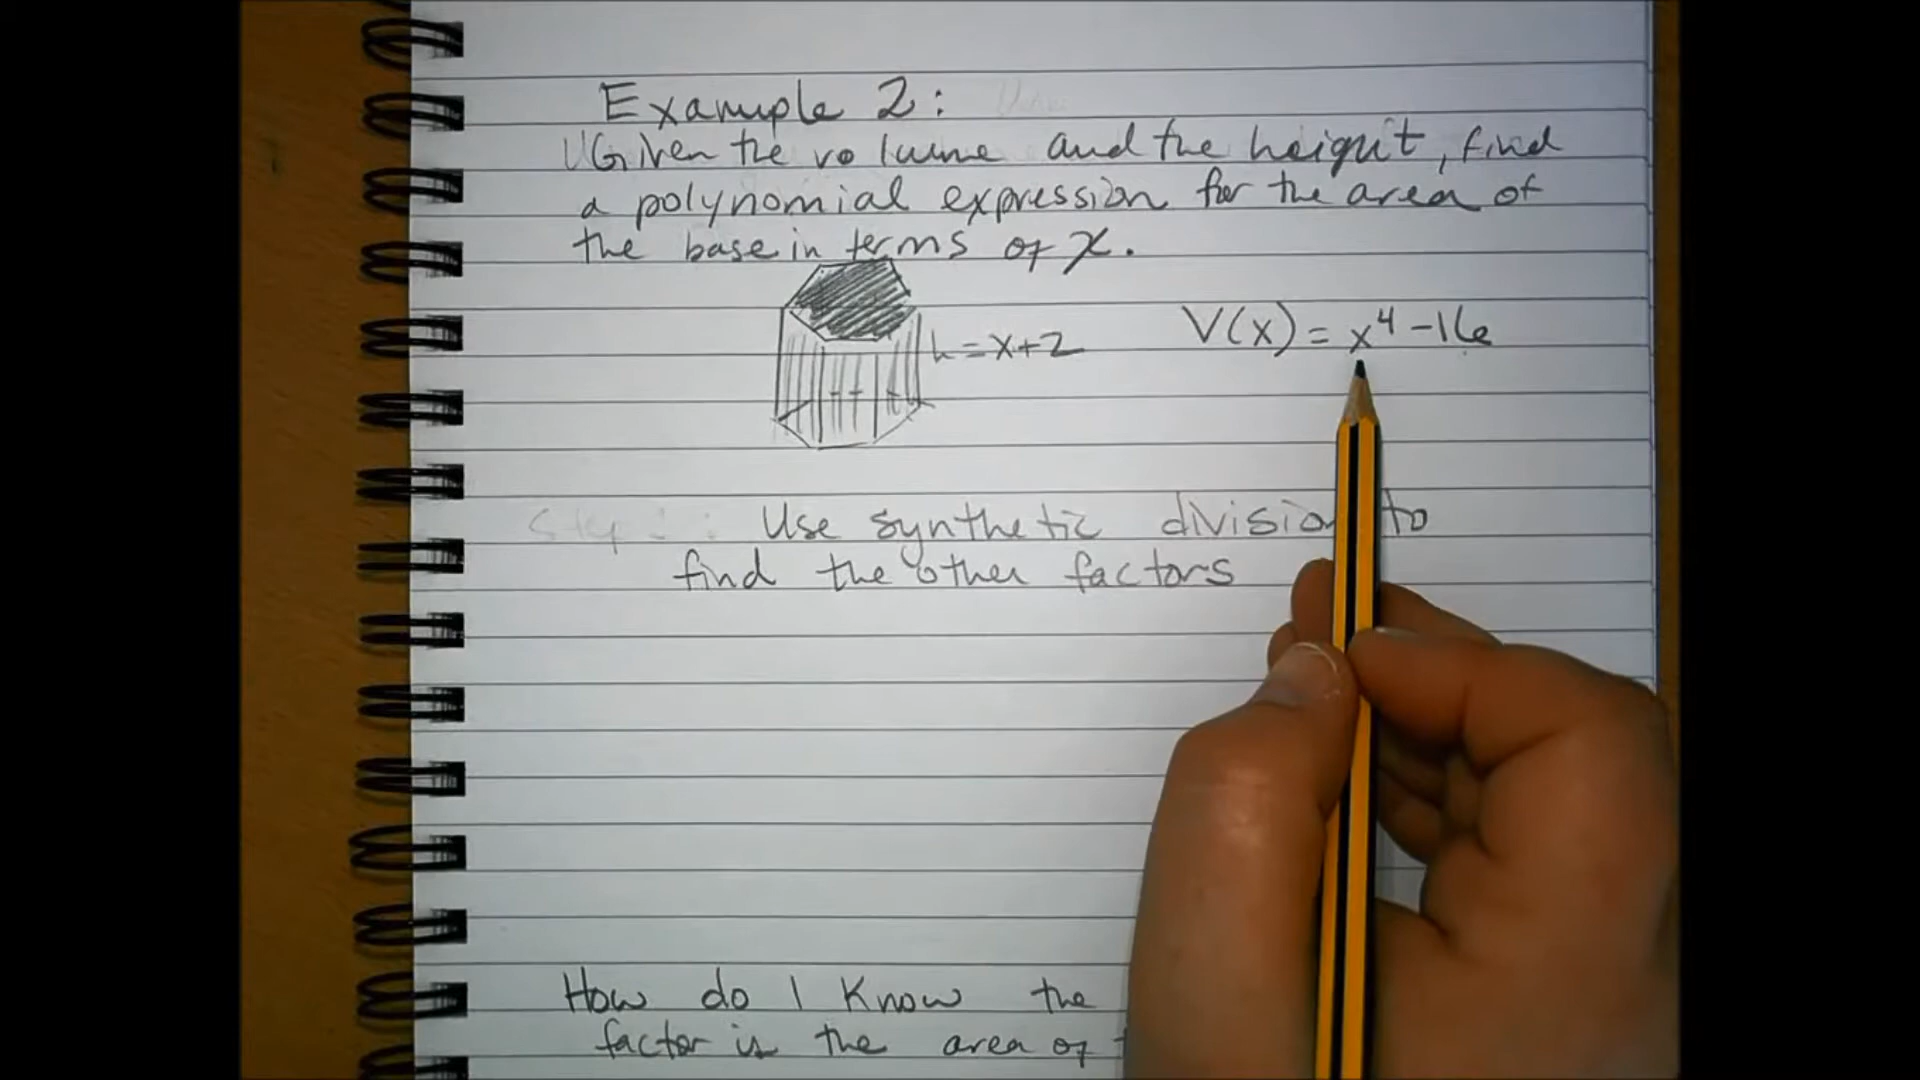 Example 2:
Given the volume and the height, find
a polynomial expression for the area of
the base in terms of x.
h = x+2
V(x) = x⁴ - 16
Step : Use synthetic division to
find the other factors
How do I know the
factor is the area of